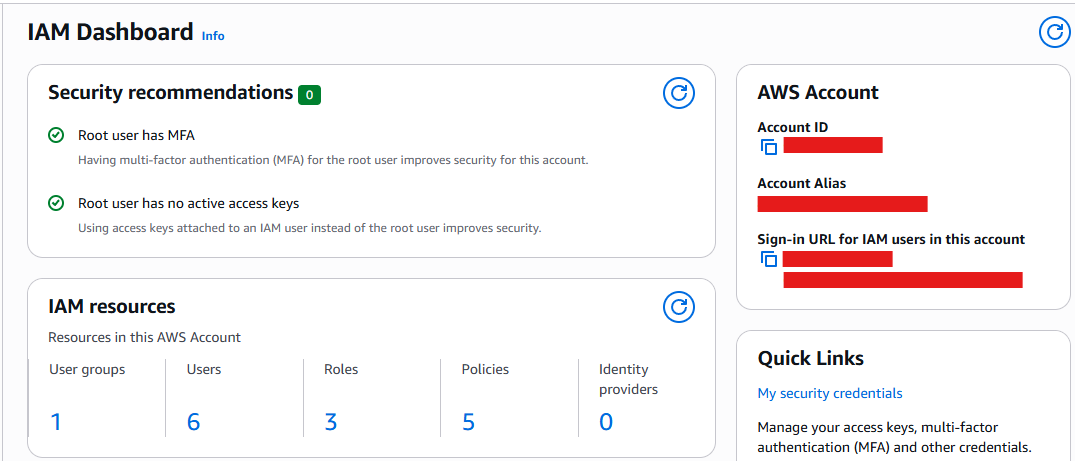 IAM Dashboard Info
Security recommendations 0
Root user has MFA
Having multi-factor authentication (MFA) for the root user improves security for this account.
Root user has no active access keys
Using access keys attached to an IAM user instead of the root user improves security.
IAM resources
Resources in this AWS Account
User groups
1
Users
6
Roles
3
Policies
5
Identity
providers
0
AWS Account
Account ID
Account Alias
Sign-in URL for IAM users in this account
Quick Links
My security credentials
Manage your access keys, multi-factor
authentication (MFA) and other credentials.